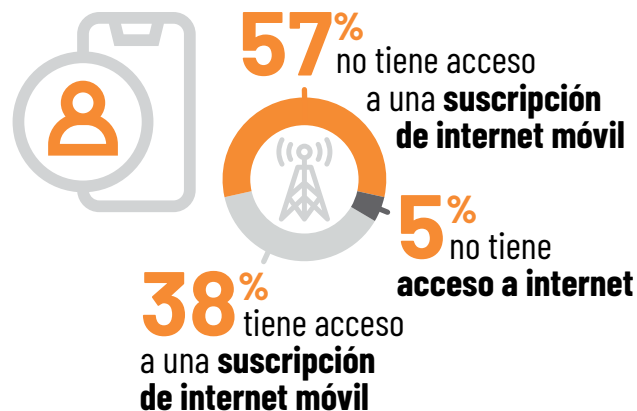 57%
no tiene acceso
a una suscripción
de internet móvil
5%
no tiene
acceso a internet
38%
tiene acceso
a una suscripción
de internet móvil